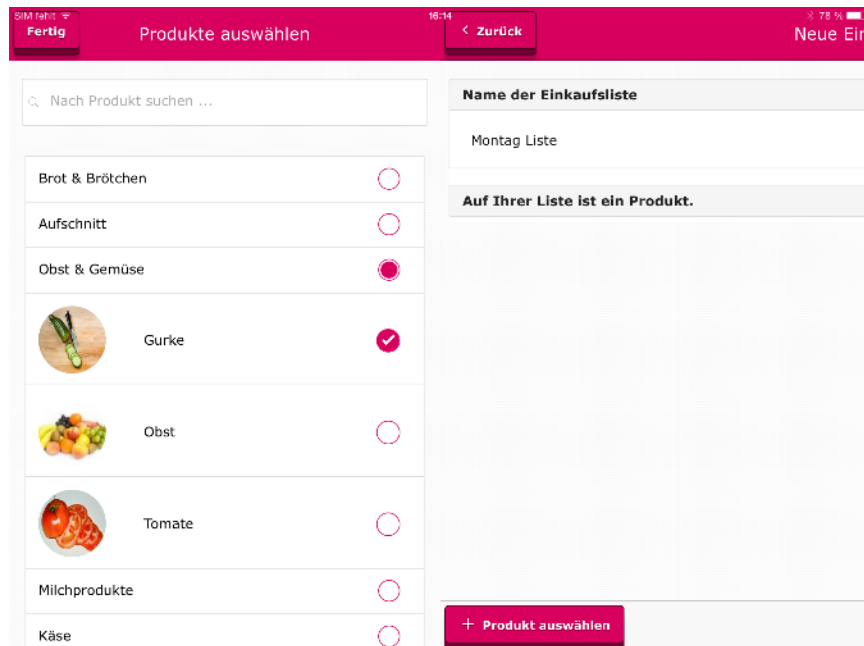 SIM fehlt
16:14
78 %
Fertig
Produkte auswählen
Zurück
Neue Ein
Nach Produkt suchen ...
Name der Einkaufsliste
Montag Liste
Auf Ihrer Liste ist ein Produkt.
Brot & Brötchen
Aufschnitt
Obst & Gemüse
Gurke
Obst
Tomate
Milchprodukte
Käse
+ Produkt auswählen